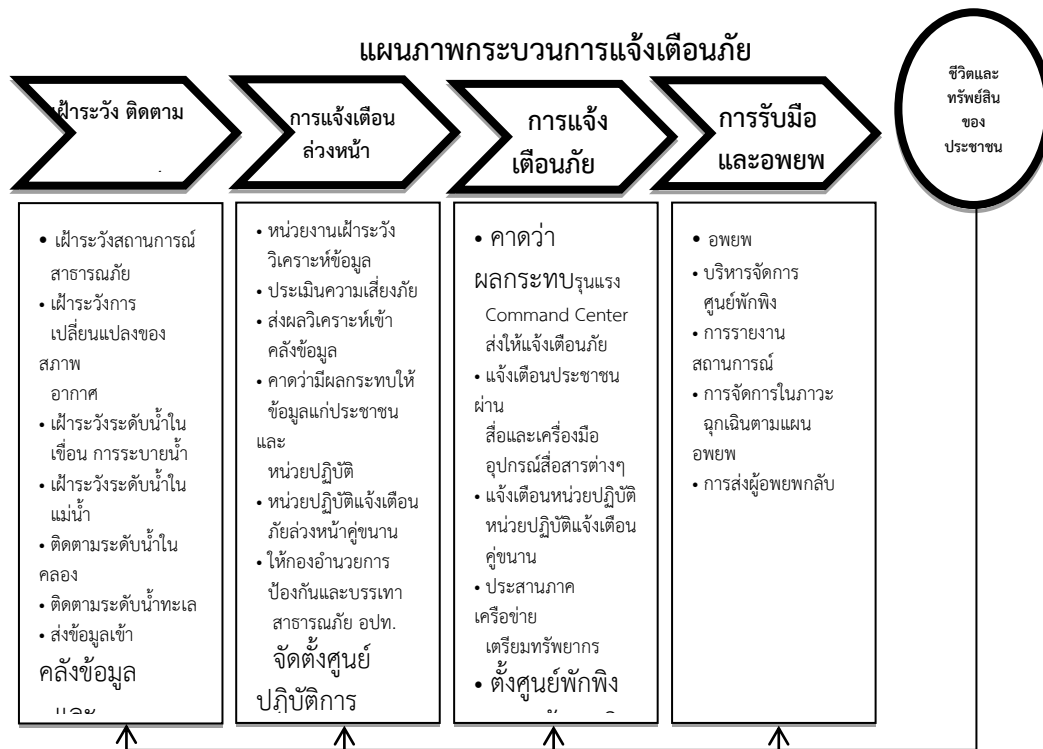 แผนภาพกระบวนการแจ้งเตือนภัย
เฝ้าระวัง ติดตาม
การแจ้งเตือน
ล่วงหน้า
การแจ้ง
เตือนภัย
การรับมือ
และอพยพ
ชีวิตและ
ทรัพย์สิน
ของ
ประชาชน
• เฝ้าระวังสถานการณ์
สาธารณภัย
• เฝ้าระวังการ
เปลี่ยนแปลงของ
สภาพ
อากาศ
• เฝ้าระวังระดับน้ำใน
เขื่อน การระบายน้ำ
• เฝ้าระวังระดับน้ำใน
แม่น้ำ
• ติดตามระดับน้ำใน
คลอง
• ติดตามระดับน้ำทะเล
• ส่งข้อมูลเข้า
คลังข้อมูล
และ
• หน่วยงานเฝ้าระวัง
วิเคราะห์ข้อมูล
• ประเมินความเสี่ยงภัย
• ส่งผลวิเคราะห์เข้า
คลังข้อมูล
• คาดว่ามีผลกระทบให้
ข้อมูลแก่ประชาชน
และ
หน่วยปฏิบัติ
• หน่วยปฏิบัติแจ้งเตือน
ภัยล่วงหน้าคู่ขนาน
• ให้กองอำนวยการ
ป้องกันและบรรเทา
สาธารณภัย อปท.
จัดตั้งศูนย์
ปฏิบัติการ
• คาดว่า
ผลกระทบรุนแรง
Command Center
ส่งให้แจ้งเตือนภัย
• แจ้งเตือนประชาชน
ผ่าน
สื่อและเครื่องมือ
อุปกรณ์สื่อสารต่างๆ
• แจ้งเตือนหน่วยปฏิบัติ
หน่วยปฏิบัติแจ้งเตือน
คู่ขนาน
• ประสานภาค
เครือข่าย
เตรียมทรัพยากร
• ตั้งศูนย์พักพิง
• อพยพ
• บริหารจัดการ
ศูนย์พักพิง
• การรายงาน
สถานการณ์
• การจัดการในภาวะ
ฉุกเฉินตามแผน
อพยพ
• การส่งผู้อพยพกลับ